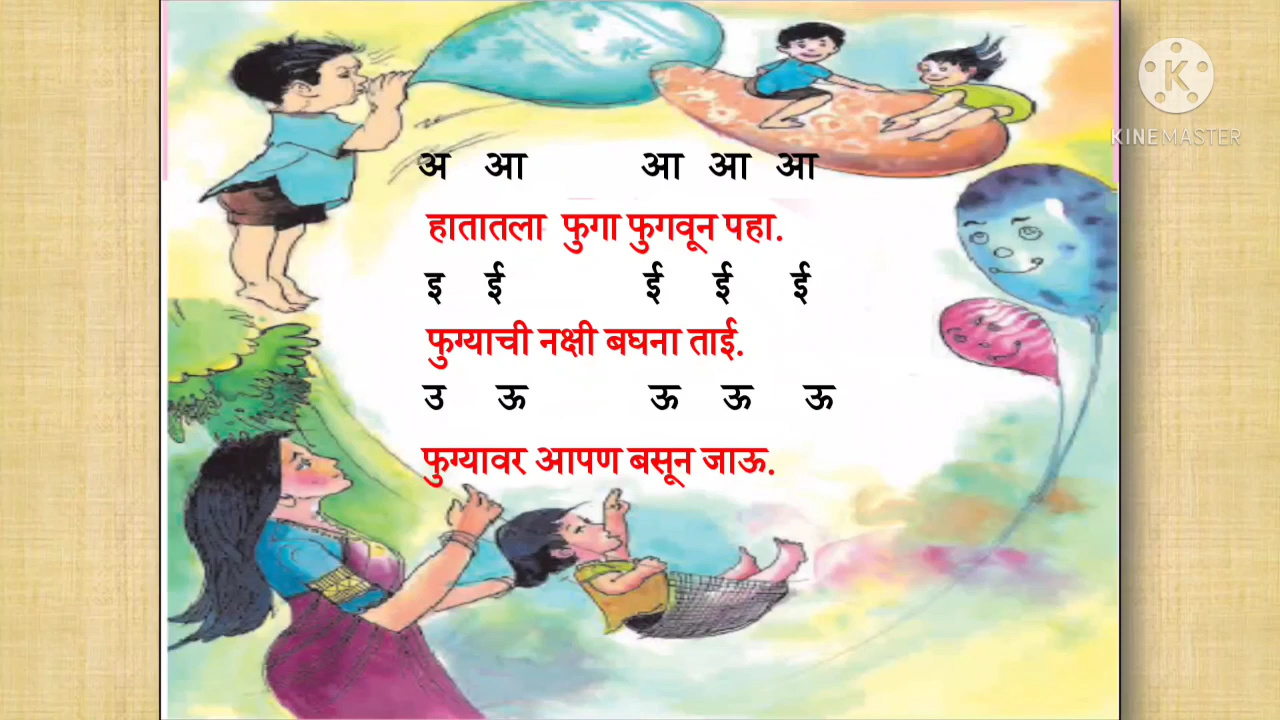 अ आ आ आ आ
हातातला फुगा फुगवून पहा.
इ ई ई ई ई
फुग्याची नक्षी बघना ताई.
उ ऊ ऊ ऊ ऊ
फुग्यावर आपण बसून जाऊ.
K
KINEMASTER